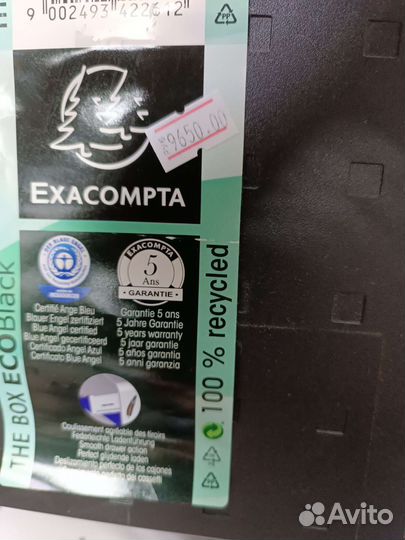 9 002493 422612
PP
9650.00
EXACOMPTA
THE BOX ECOBlack
EXACOMPTA
5
Ans
GARANTIE
Certifié Ange Bleu
Blauer Engel zertifiziert
Blue Angel certified
Blue Angel gecertificeerd
Certificado Angel Azul
Certificato Blue Angel
Garantie 5 ans
5 Jahre Garantie
5 years warranty
5 jaar garantie
5 años garantia
5 anni garanzia
100 % recycled
Coulissement agréable des tiroirs
Federleichte Ladenführung
Smooth drawer action
Perfect glijdende laden
Deslizamiento perfecto de los cajones
perfetto dei cassetti
PP
Avito